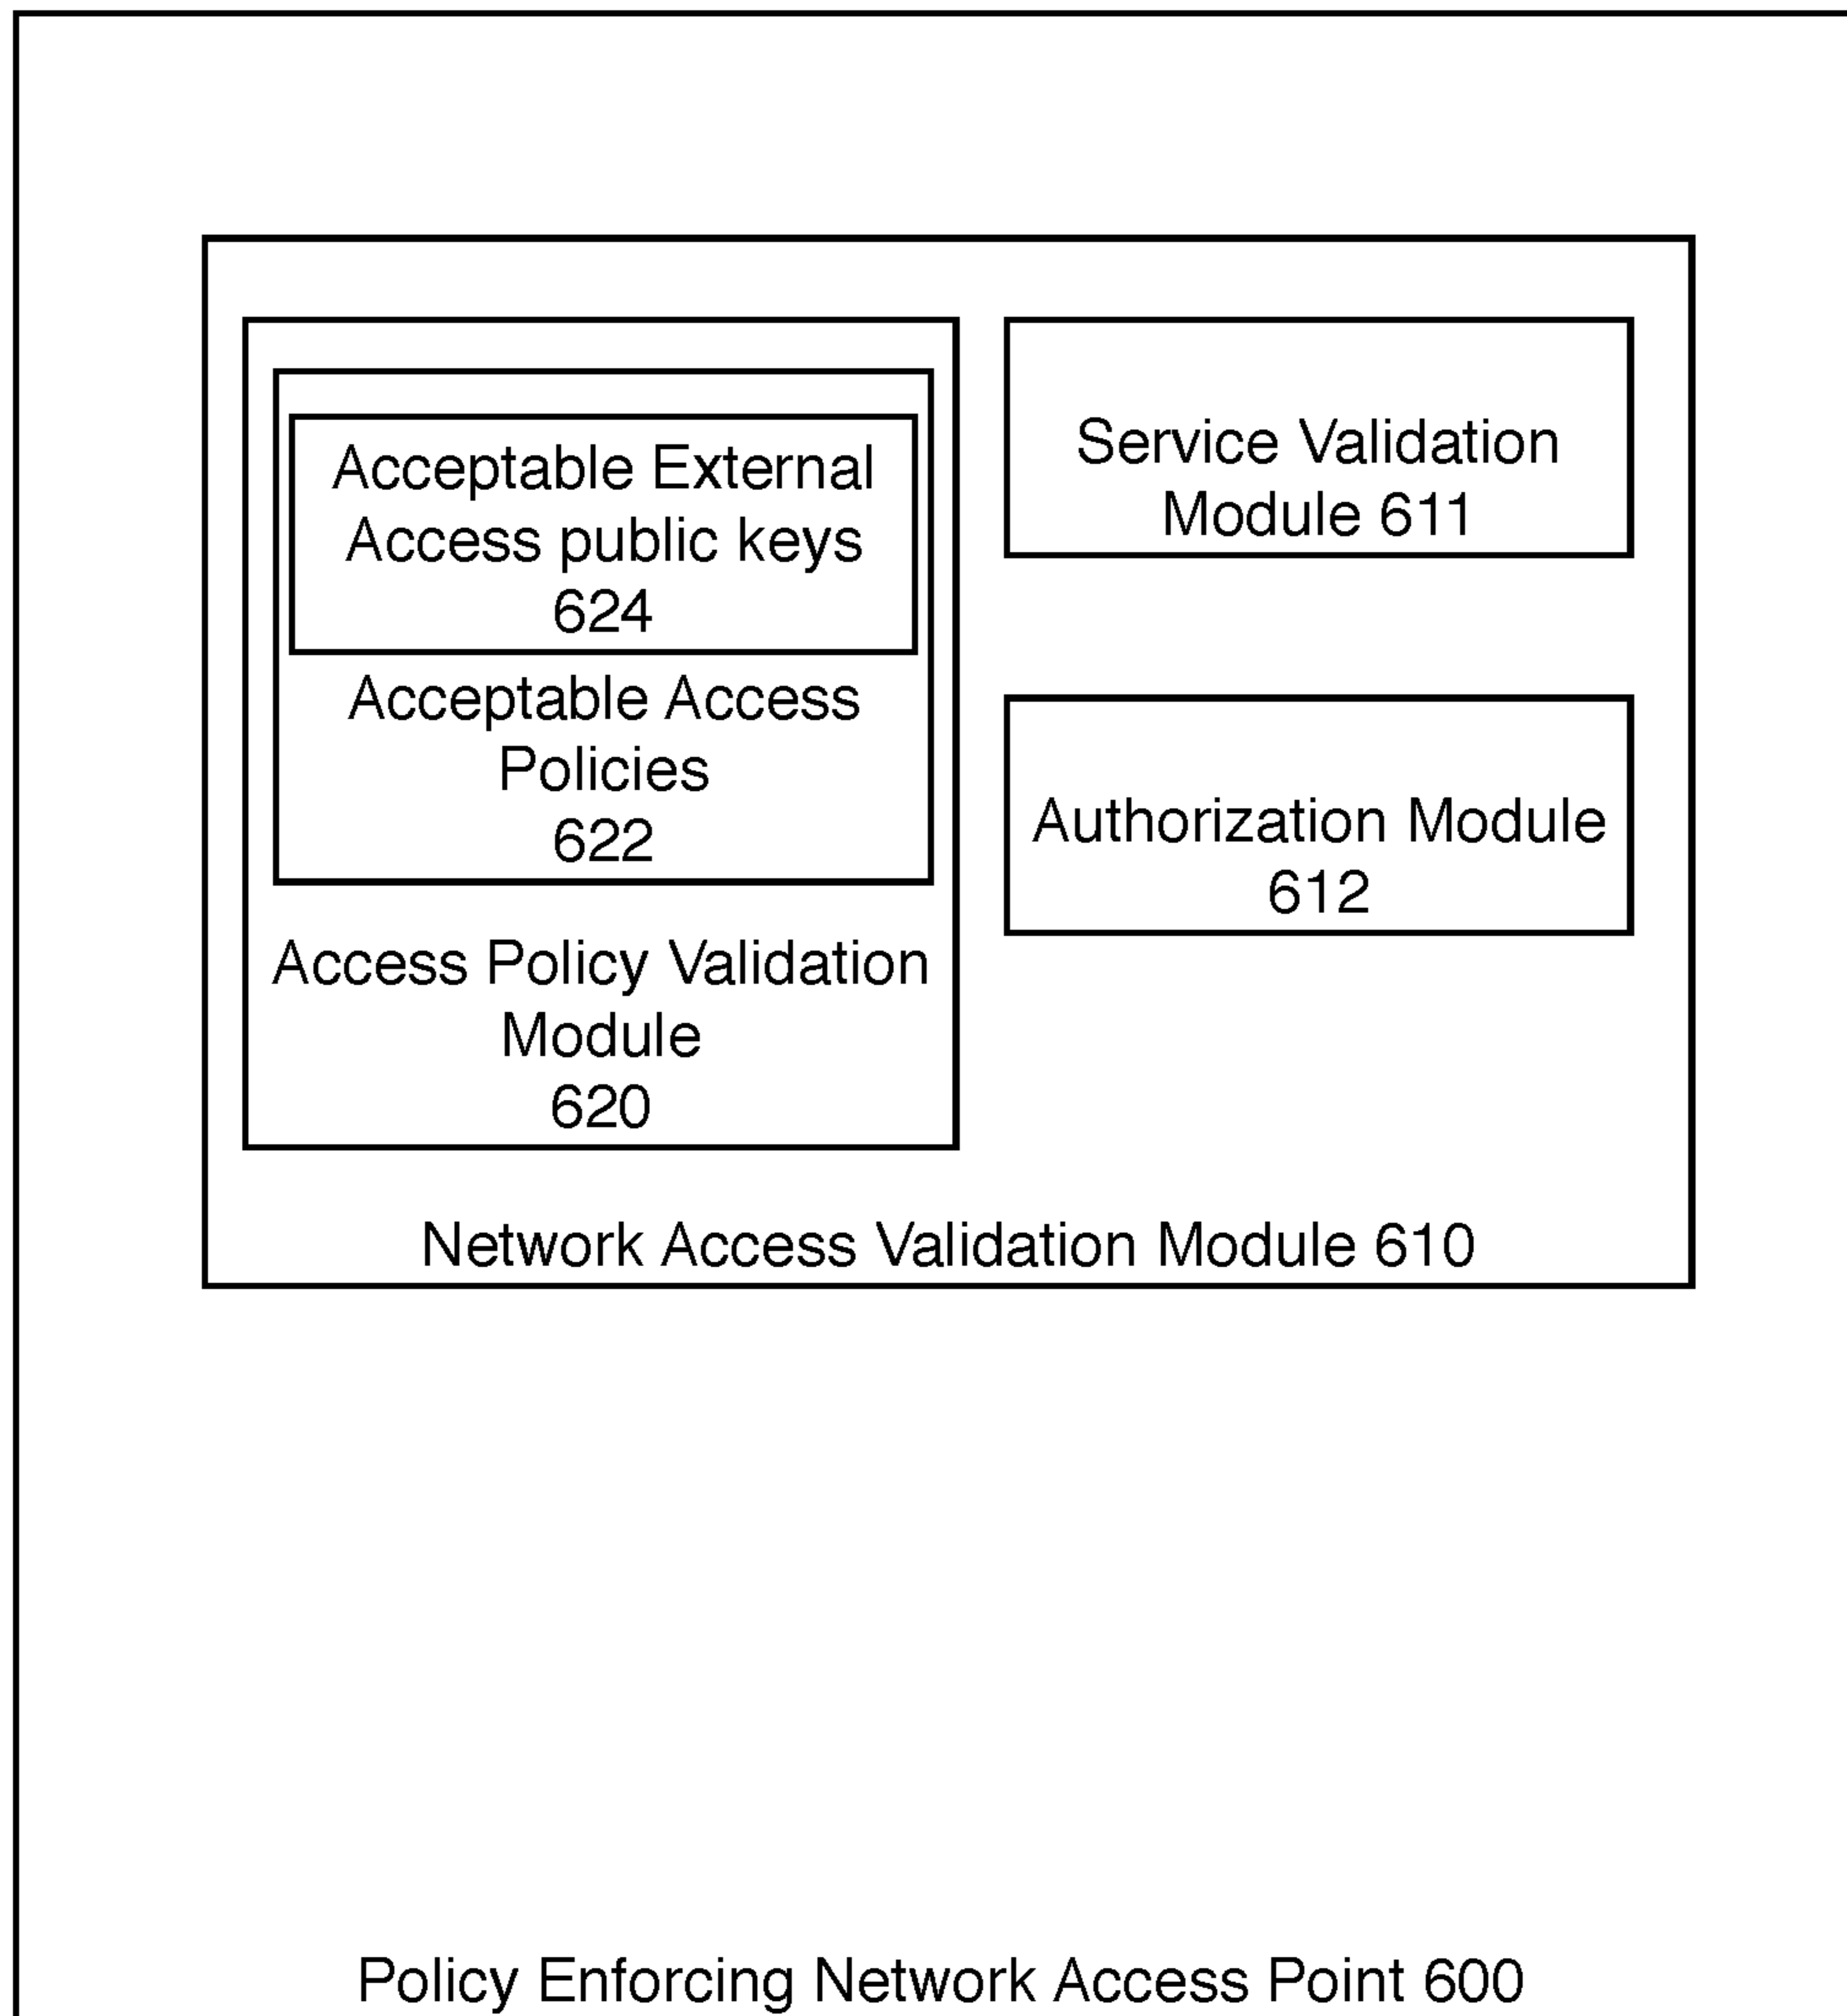 Acceptable External
Access public keys
624
Acceptable Access
Policies
622
Access Policy Validation
Module
620
Service Validation
Module 611
Authorization Module
612
Network Access Validation Module 610
Policy Enforcing Network Access Point 600